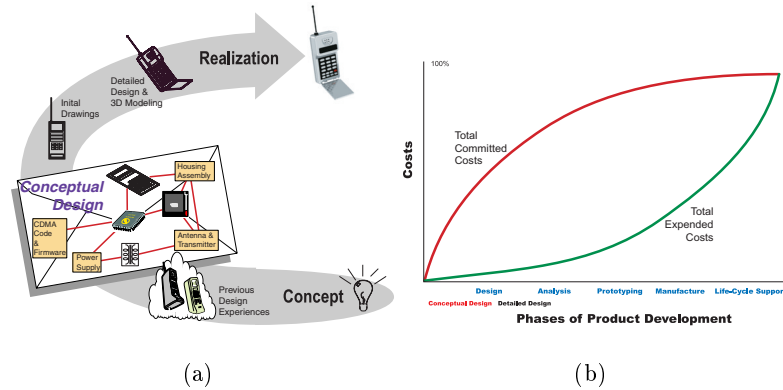 Realization
Detailed
Design &
3D Modeling
Inital
Drawings
Conceptual
Design
Housing
Assembly
CDMA
Code
&
Firmware
Power
Supply
Antenna &
Transmitter
Previous
Design
Experiences
Concept
(a)
100%
Costs
Total
Committed
Costs
Total
Expended
Costs
Design Analysis Prototyping Manufacture Life-Cycle Support
Conceptual Design Detailed Design
Phases of Product Development
(b)